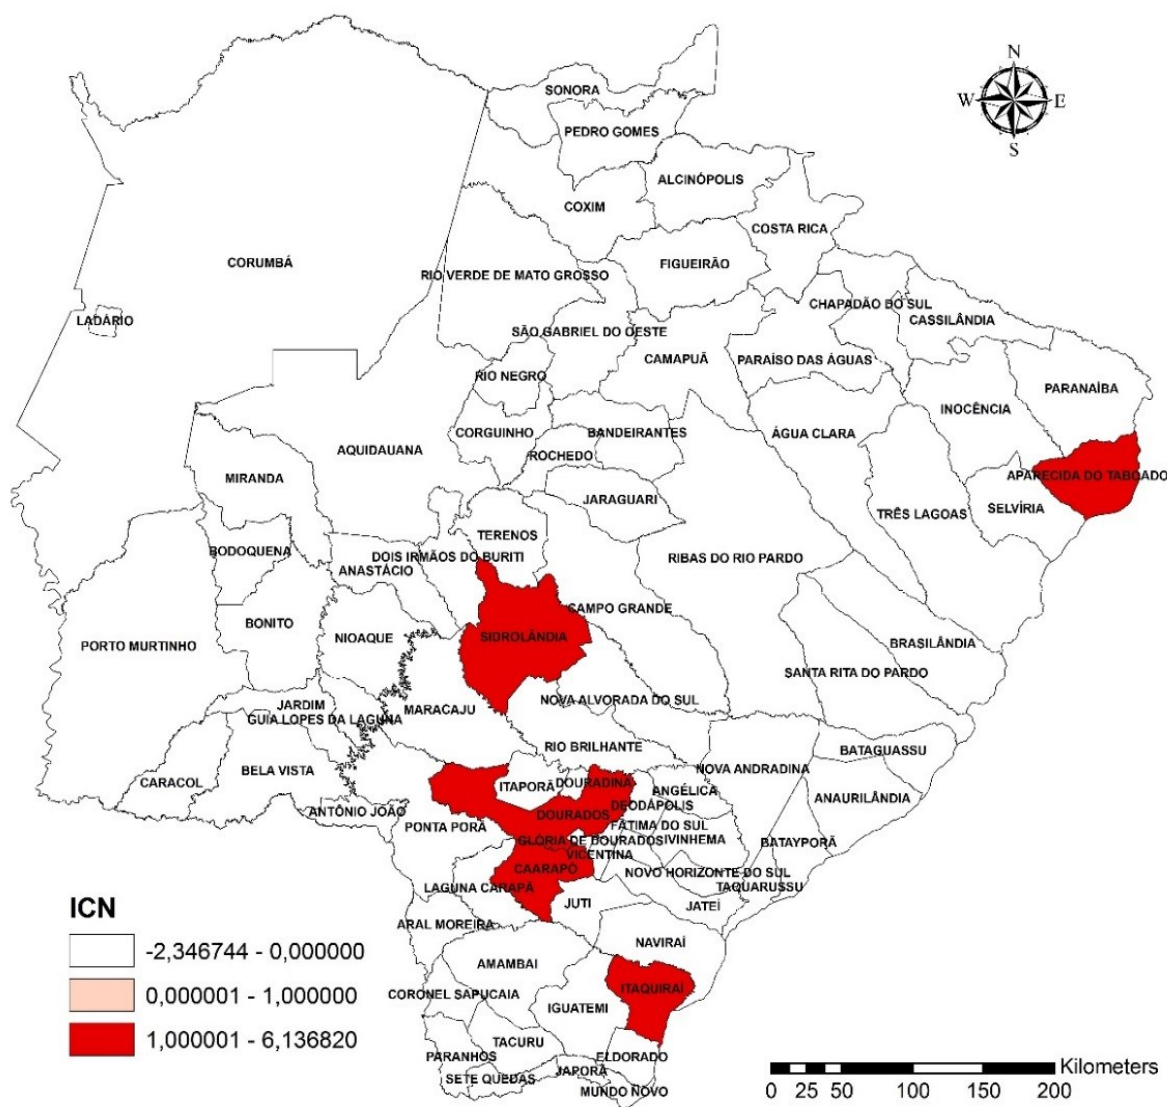 N
W E
S
SONORA
PEDRO GOMES
ALCINÓPOLIS
COXIM
COSTA RICA
CORUMBÁ
FIGUEIRÃO
RIO VERDE DE MATO GROSSO
CHAPADÃO DO SUL
LADÁRIO
CASSILÂNDIA
SÃO GABRIEL DO OESTE
CAMAPUÃ
PARAÍSO DAS ÁGUAS
RIO NEGRO
PARANAÍBA
INOCÊNCIA
CORGUINHO
BANDEIRANTES
ÁGUA CLARA
AQUIDAUANA
ROCHEDO
MIRANDA
APARECIDA DO TABOADO
JARAGUARI
SELVÍRIA
TRÊS LAGOAS
TERENOS
BODOQUENA
DOIS IRMÃOS DO BURITI
RIBAS DO RIO PARDO
ANASTÁCIO
CAMPO GRANDE
BONITO
SIDROLÂNDIA
NIOAQUE
PORTO MURTINHO
BRASILÂNDIA
SANTA RITA DO PARDO
NOVA ALVORADA DO SUL
JARDIM
MARACAJU
GUIA LOPES DA LAGUNA
RIO BRILHANTE
BATAGUASSU
NOVA ANDRADINA
BELA VISTA
CARACOL
DOURADINA
ITAPORÃ
ANGÉLICA
ANAURILÂNDIA
DEODÁPOLIS
ANTÔNIO JOÃO
DOURADOS
PONTA PORÃ
FÁTIMA DO SUL
GLÓRIA DE DOURADOS
IVINHEMA
BATAYPORÃ
VICENTINA
CAARAPÓ
NOVO HORIZONTE DO SUL
LAGUNA CARAPÃ
TAQUARUSSU
JUTI
JATEÍ
ARAL MOREIRA
NAVIRAÍ
AMAMBAI
ITAQUIRAÍ
CORONEL SAPUCAIA
IGUATEMI
TACURU
PARANHOS
ELDORADO
JAPORÃ
SETE QUEDAS
MUNDO NOVO
ICN
-2,346744 - 0,000000
0,000001 - 1,000000
1,000001 - 6,136820
Kilometers
0 25 50 100 150 200